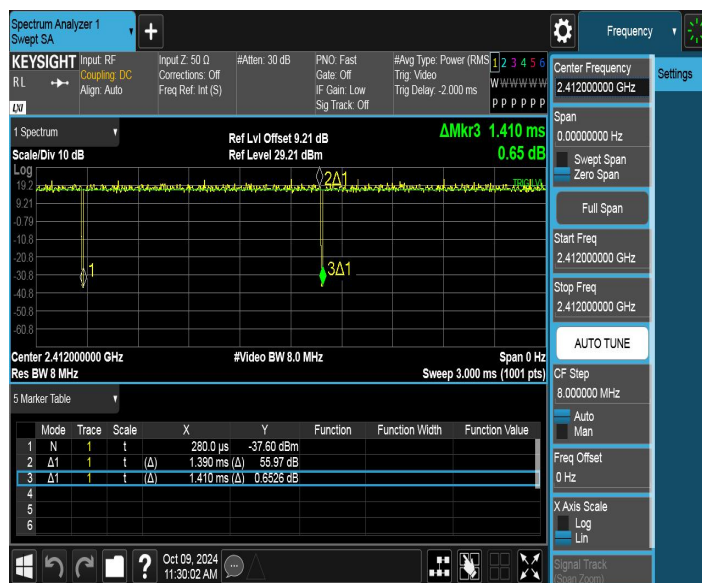 Spectrum Analyzer 1
Swept SA
+
Frequency
KEYSIGHT
RL
LXI
Input: RF
Coupling: DC
Align: Auto
Input Z: 50 Ω
Corrections: Off
Freq Ref: Int (S)
#Atten: 30 dB
PNO: Fast
Gate: Off
IF Gain: Low
Sig Track: Off
#Avg Type: Power (RMS
Trig: Video
Trig Delay: -2.000 ms
1 2 3 4 5 6
W W W W W W
P P P P P P
1 Spectrum
Scale/Div 10 dB
Ref Lvl Offset 9.21 dB
Ref Level 29.21 dBm
ΔMkr3 1.410 ms
0.65 dB
Log
19.2
9.21
-0.79
-10.8
-20.8
-30.8
-40.8
-50.8
-60.8
2Δ1
TRIG LVL
1
3Δ1
Center 2.412000000 GHz
#Video BW 8.0 MHz
Span 0 Hz
Res BW 8 MHz
Sweep 3.000 ms (1001 pts)
5 Marker Table
Mode Trace Scale X Y Function Function Width Function Value
1 N 1 t 280.0 µs -37.60 dBm
2 Δ1 1 t (Δ) 1.390 ms (Δ) 55.97 dB
3 Δ1 1 t (Δ) 1.410 ms (Δ) 0.6526 dB
4
5
6
?
Oct 09, 2024
11:30:02 AM
Center Frequency
2.412000000 GHz
Settings
Span
0.00000000 Hz
Swept Span
Zero Span
Full Span
Start Freq
2.412000000 GHz
Stop Freq
2.412000000 GHz
AUTO TUNE
CF Step
8.000000 MHz
Auto
Man
Freq Offset
0 Hz
X Axis Scale
Log
Lin
Signal Track
(Span Zoom)